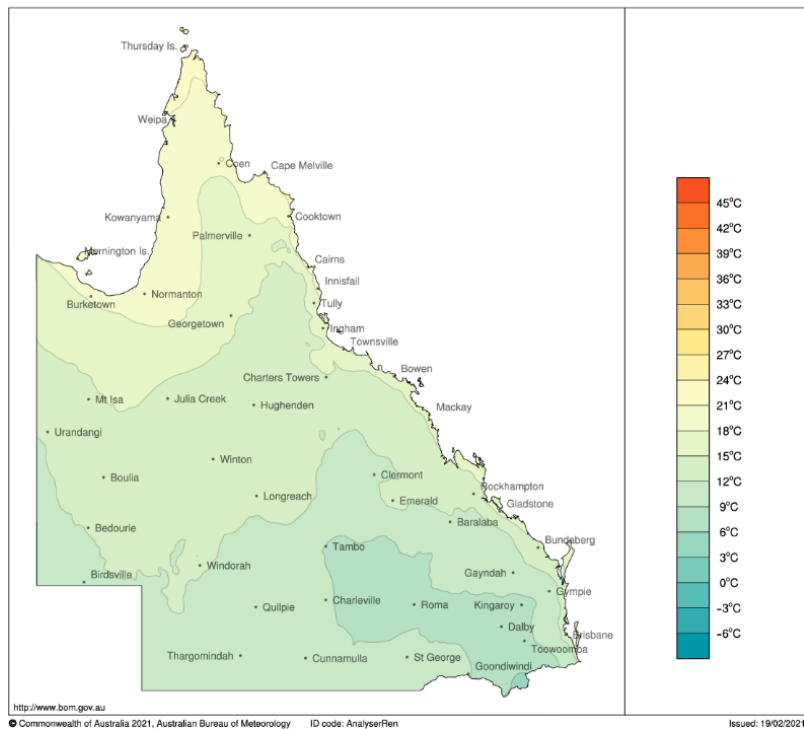 Thursday Is.
Weipa
Coen
Cape Melville
Kowanyama
Cooktown
Palmerville
Mornington Is.
Cairns
Innisfail
Burketown
Normanton
Tully
Georgetown
Ingham
Townsville
Bowen
Charters Towers
Mt Isa
Julia Creek
Hughenden
Mackay
Urandangi
Winton
Boulia
Clermont
Longreach
Emerald
Rockhampton
Gladstone
Baralaba
Bedourie
Tambo
Bundaberg
Windorah
Birdsville
Gayndah
Gympie
Quilpie
Charleville
Roma
Kingaroy
Dalby
Brisbane
Toowoomba
Thargomindah
Cunnamulla
St George
Goondiwindi
45°C
42°C
39°C
36°C
33°C
30°C
27°C
24°C
21°C
18°C
15°C
12°C
9°C
6°C
3°C
0°C
-3°C
-6°C
http://www.bom.gov.au
© Commonwealth of Australia 2021, Australian Bureau of Meteorology ID code: AnalyserRen Issued: 19/02/2021